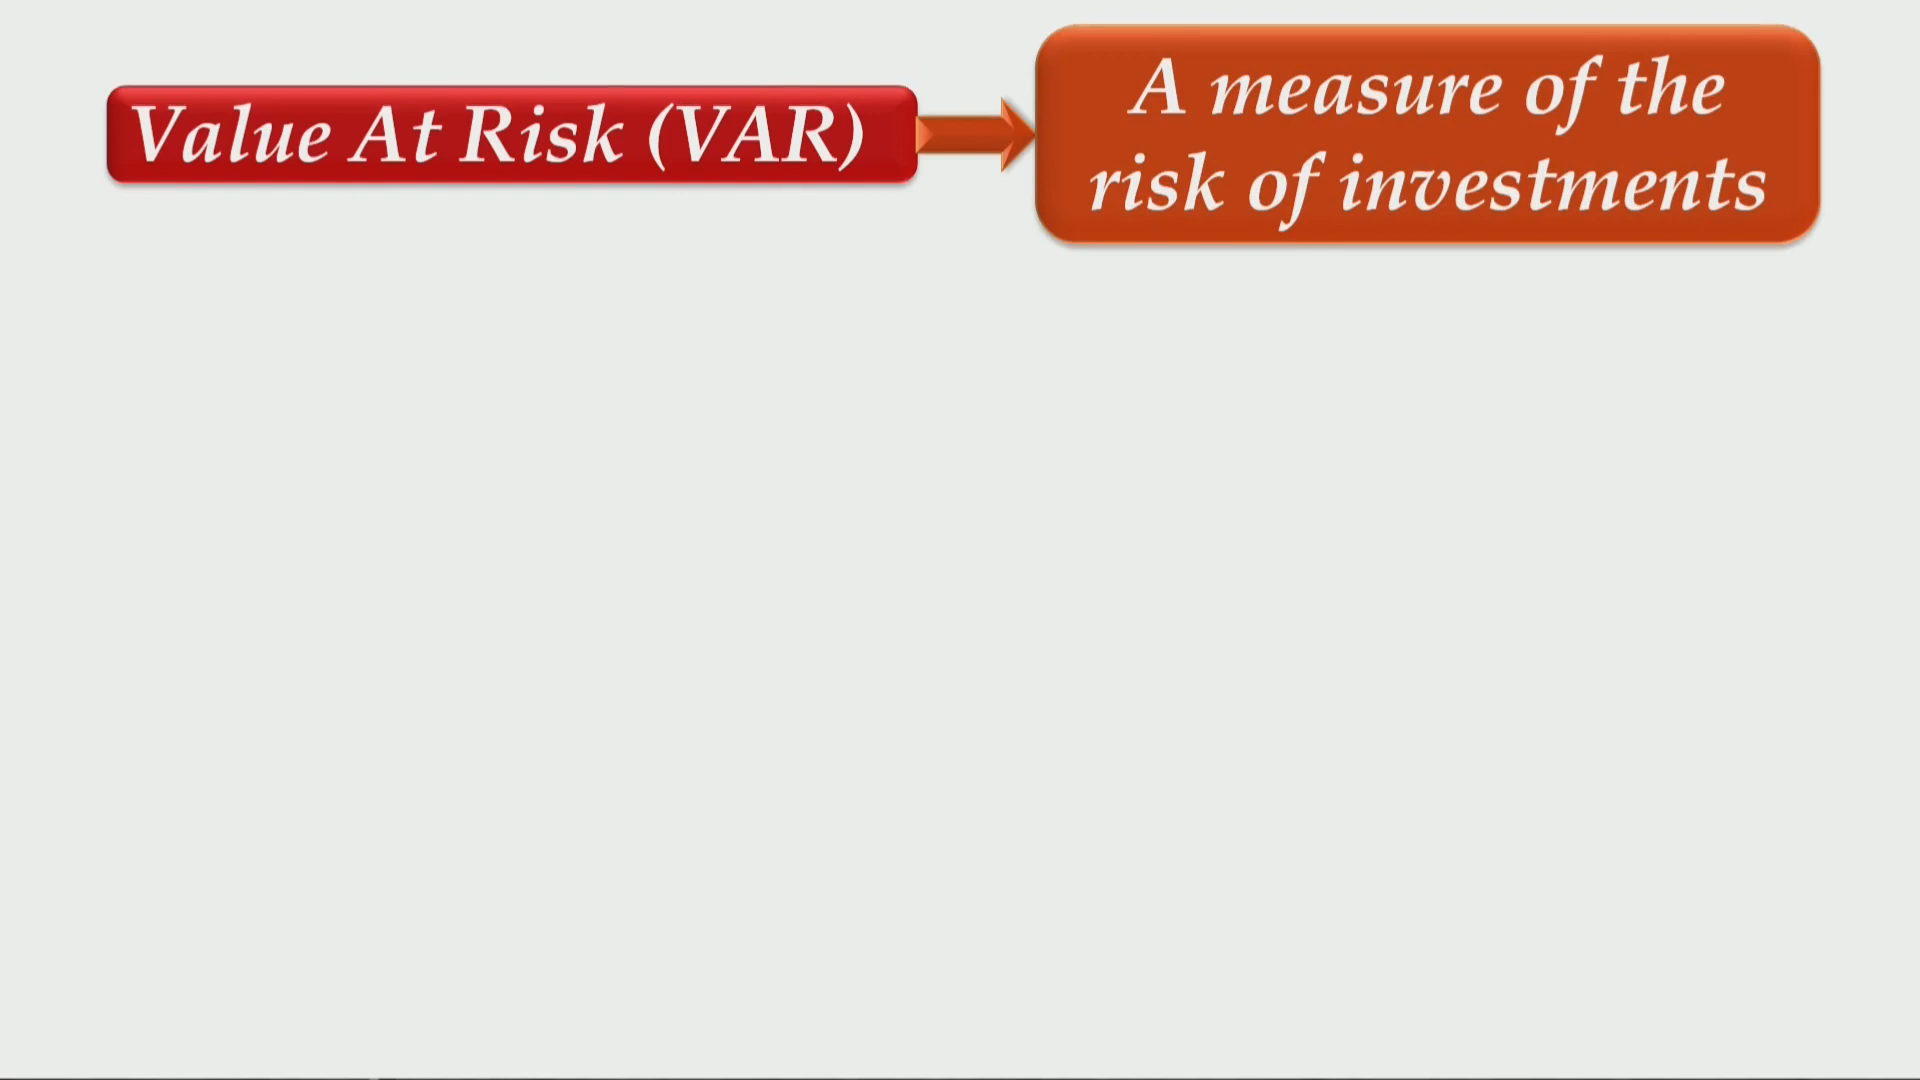 Value At Risk (VAR)
A measure of the
risk of investments